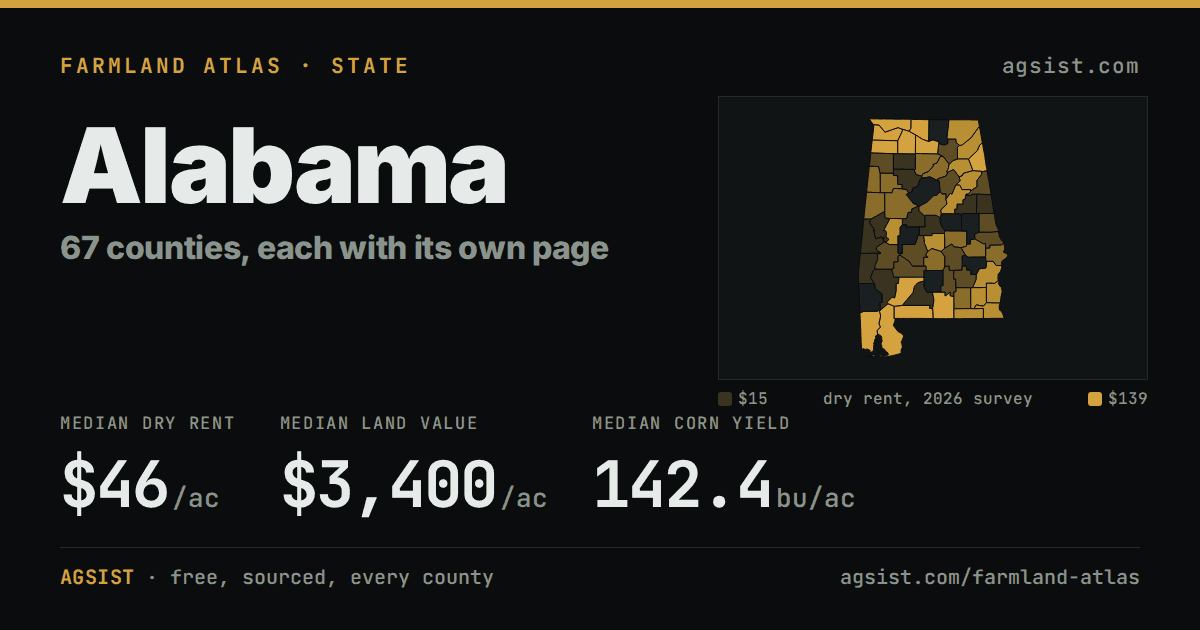 FARMLAND ATLAS · STATE
agsist.com
Alabama
67 counties, each with its own page
$15
dry rent, 2026 survey
$139
MEDIAN DRY RENT
MEDIAN LAND VALUE
MEDIAN CORN YIELD
$46/ac
$3,400/ac
142.4bu/ac
AGSIST · free, sourced, every county
agsist.com/farmland-atlas